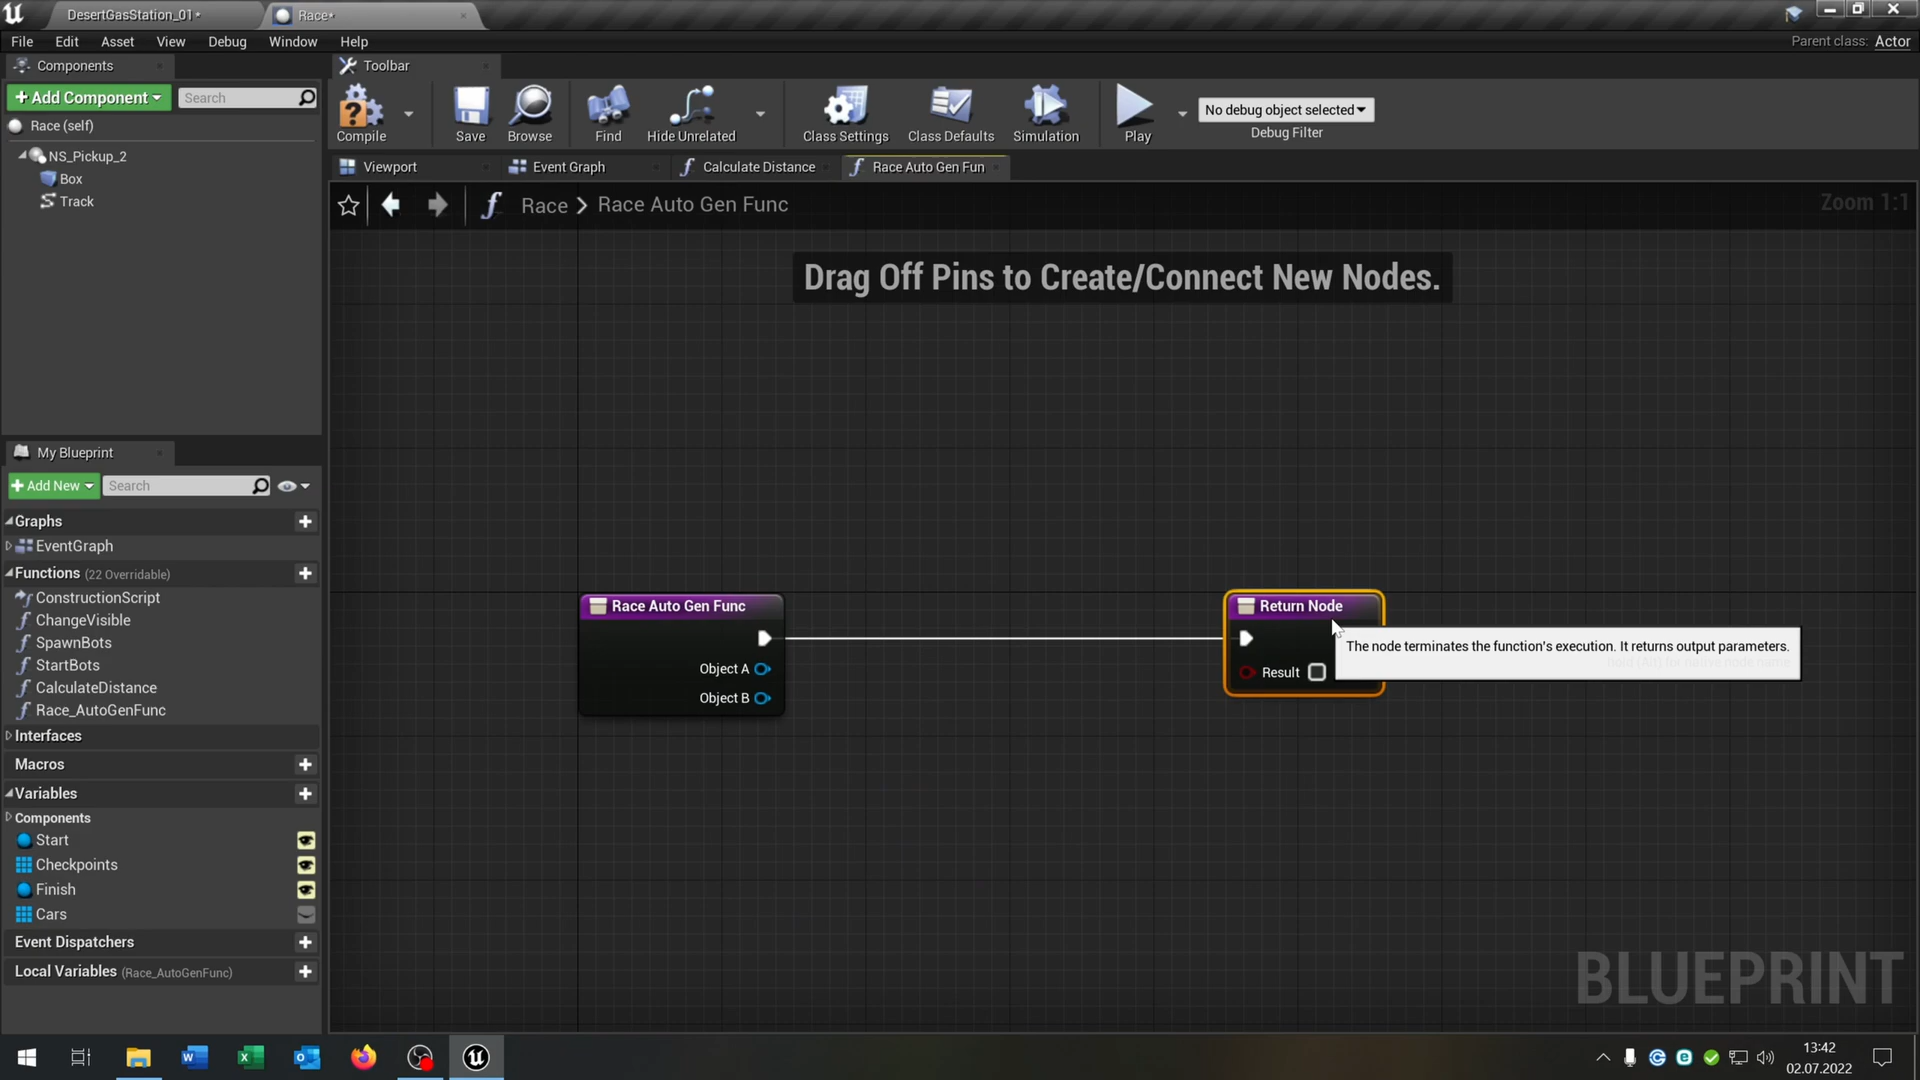 DesertGasStation_01*
Race*
File Edit Asset View Debug Window Help
Parent class: Actor
Components
Toolbar
+ Add Component
Search
Race (self)
NS_Pickup_2
Box
Track
Compile
Save
Browse
Find
Hide Unrelated
Class Settings
Class Defaults
Simulation
Play
No debug object selected
Debug Filter
Viewport
Event Graph
Calculate Distance
Race Auto Gen Fun
Race > Race Auto Gen Func
Zoom 1:1
Drag Off Pins to Create/Connect New Nodes.
My Blueprint
+ Add New
Search
Graphs
EventGraph
Functions (22 Overridable)
ConstructionScript
ChangeVisible
SpawnBots
StartBots
CalculateDistance
Race_AutoGenFunc
Interfaces
Macros
Variables
Components
Start
Checkpoints
Finish
Cars
Event Dispatchers
Local Variables (Race_AutoGenFunc)
Race Auto Gen Func
Object A
Object B
Return Node
Result
The node terminates the function's execution. It returns output parameters.
BLUEPRINT
13:42
02.07.2022